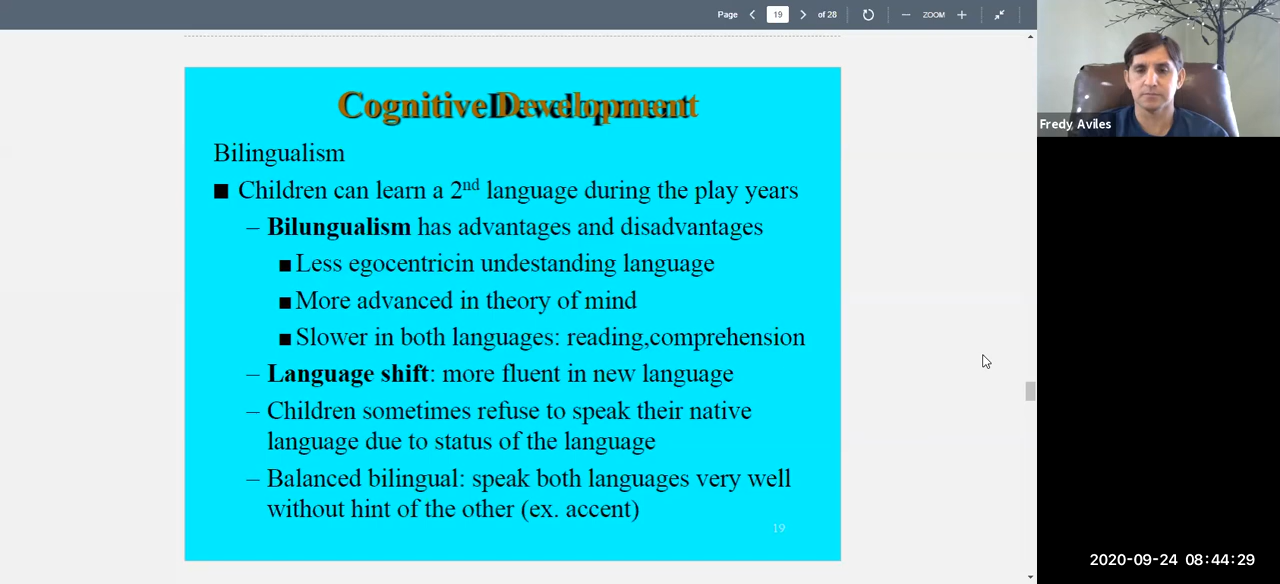 Page 19 of 28 ZOOM
Cognitive Development
Bilingualism
■ Children can learn a 2nd language during the play years
– Bilungualism has advantages and disadvantages
■ Less egocentricin undestanding language
■ More advanced in theory of mind
■ Slower in both languages: reading,comprehension
– Language shift: more fluent in new language
– Children sometimes refuse to speak their native
language due to status of the language
– Balanced bilingual: speak both languages very well
without hint of the other (ex. accent)
19
Fredy Aviles
2020-09-24 08:44:29